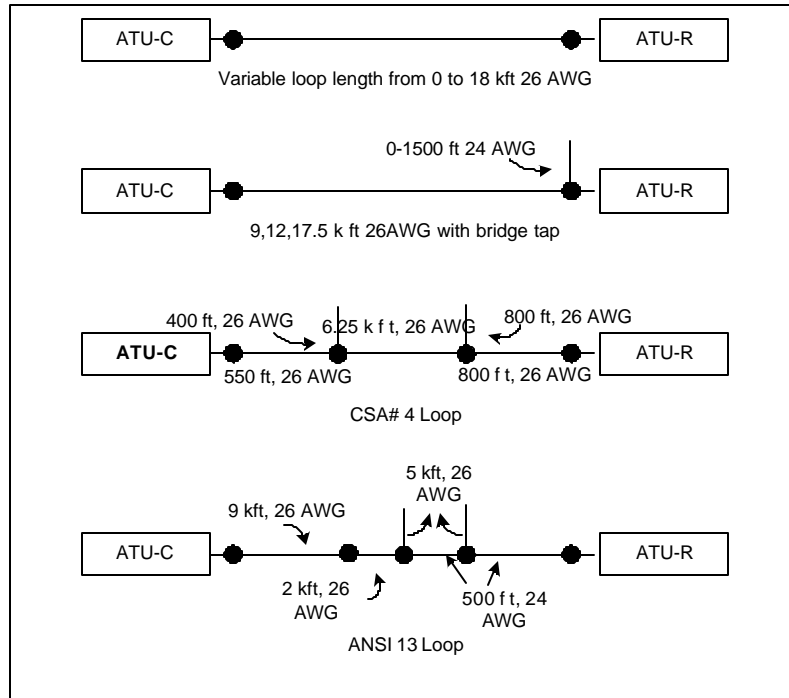 ATU-C
ATU-R
Variable loop length from 0 to 18 kft 26 AWG
0-1500 ft 24 AWG
ATU-C
ATU-R
9,12,17.5 k ft 26AWG with bridge tap
400 ft, 26 AWG
6.25 k f t, 26 AWG
800 ft, 26 AWG
ATU-C
ATU-R
550 ft, 26 AWG
800 f t, 26 AWG
CSA# 4 Loop
5 kft, 26
AWG
9 kft, 26 AWG
ATU-C
ATU-R
2 kft, 26
AWG
500 f t, 24
AWG
ANSI 13 Loop